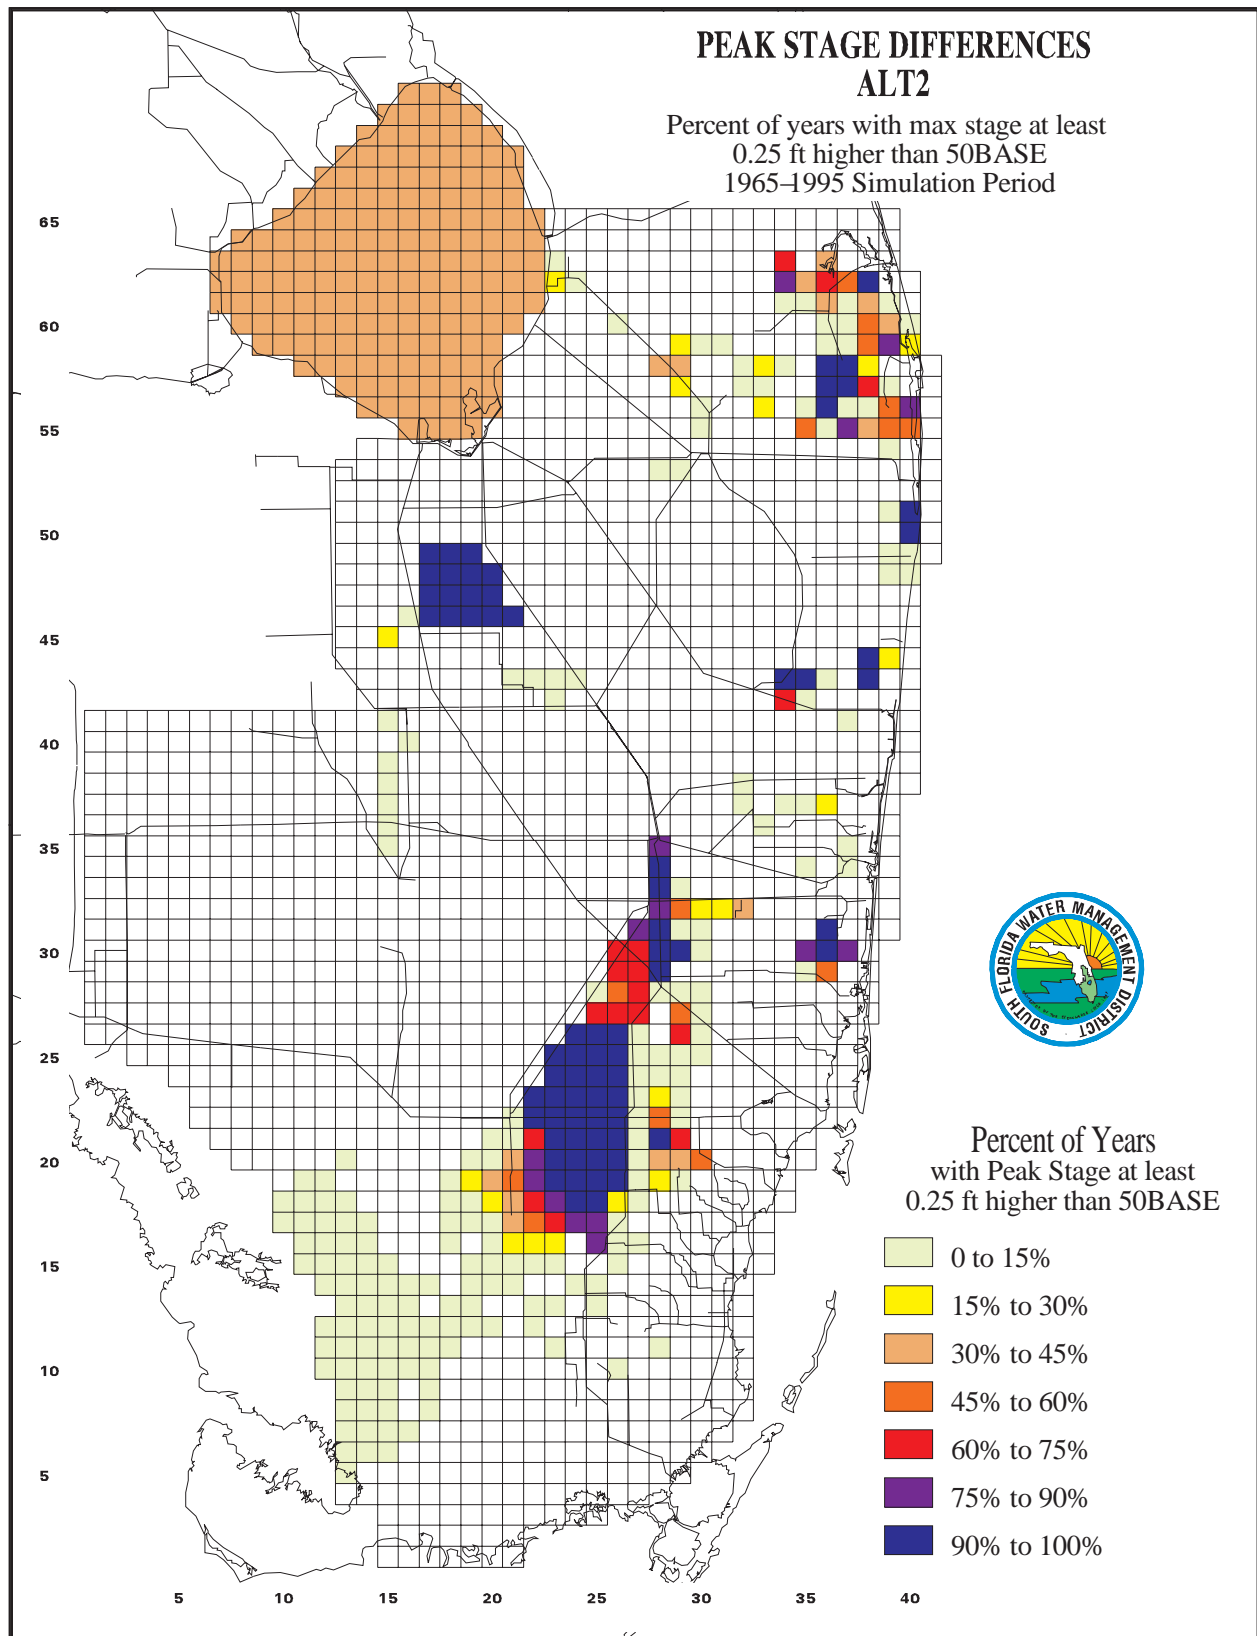 PEAK STAGE DIFFERENCES
ALT2
Percent of years with max stage at least
0.25 ft higher than 50BASE
1965–1995 Simulation Period
65
60
55
50
45
40
35
30
25
20
15
10
5
5 10 15 20 25 30 35 40
SOUTH FLORIDA WATER MANAGEMENT DISTRICT
Percent of Years
with Peak Stage at least
0.25 ft higher than 50BASE
0 to 15%
15% to 30%
30% to 45%
45% to 60%
60% to 75%
75% to 90%
90% to 100%